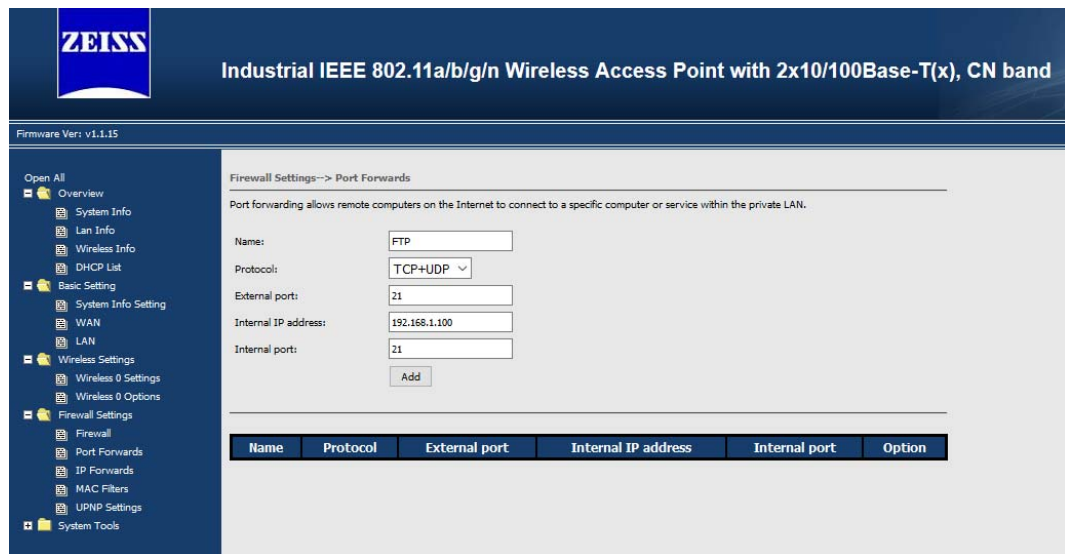 ZEISS
Industrial IEEE 802.11a/b/g/n Wireless Access Point with 2x10/100Base-T(x), CN band
Firmware Ver: v1.1.15
Open All
Overview
System Info
Lan Info
Wireless Info
DHCP List
Basic Setting
System Info Setting
WAN
LAN
Wireless Settings
Wireless 0 Settings
Wireless 0 Options
Firewall Settings
Firewall
Port Forwards
IP Forwards
MAC Filters
UPNP Settings
System Tools
Firewall Settings--> Port Forwards
Port forwarding allows remote computers on the Internet to connect to a specific computer or service within the private LAN.
Name: FTP
Protocol: TCP+UDP
External port: 21
Internal IP address: 192.168.1.100
Internal port: 21
Add
Name Protocol External port Internal IP address Internal port Option